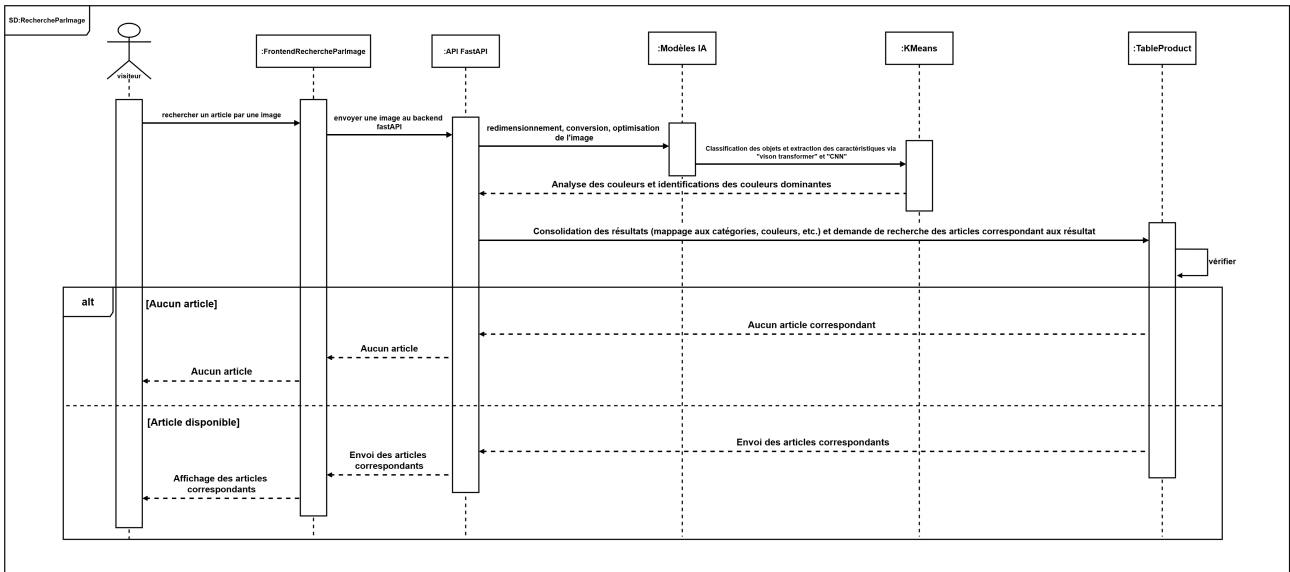 SD:RechercheParImage
visiteur
:FrontendRechercheParImage
:API FastAPI
:Modèles IA
:KMeans
:TableProduct
rechercher un article par une image
envoyer une image au backend
fastAPI
redimensionnement, conversion, optimisation
de l'image
Classification des objets et extraction des caractéristiques via
"vison transformer" et "CNN"
Analyse des couleurs et identifications des couleurs dominantes
Consolidation des résultats (mappage aux catégories, couleurs, etc.) et demande de recherche des articles correspondant aux résultat
vérifier
alt
[Aucun article]
Aucun article correspondant
Aucun article
Aucun article
[Article disponible]
Envoi des articles correspondants
Envoi des articles
correspondants
Affichage des articles
correspondants